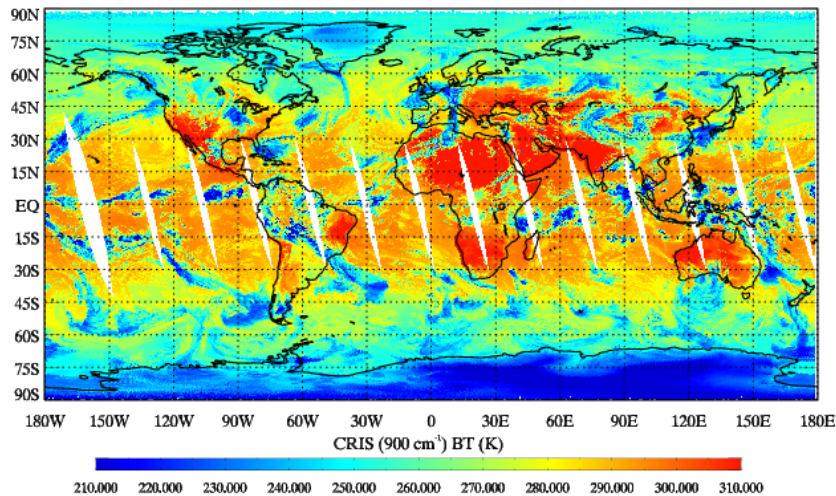 90N
75N
60N
45N
30N
15N
EQ
15S
30S
45S
60S
75S
90S
180W 150W 120W 90W 60W 30W 0 30E 60E 90E 120E 150E 180E
CRIS (900 cm⁻¹) BT (K)
210.000 220.000 230.000 240.000 250.000 260.000 270.000 280.000 290.000 300.000 310.000